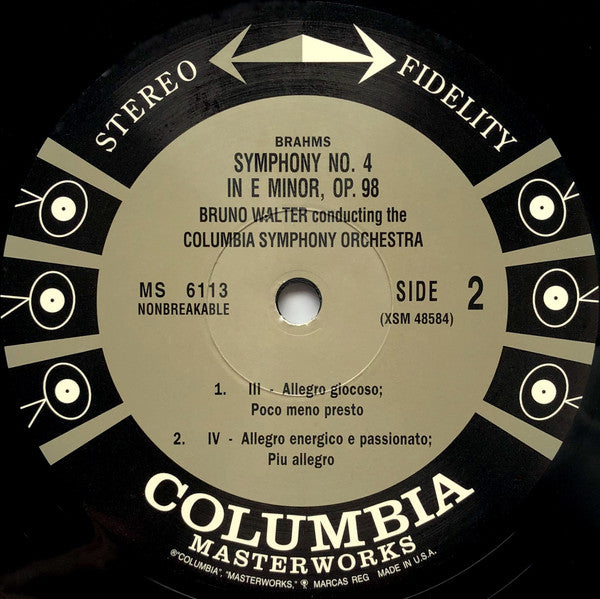 STEREO FIDELITY
BRAHMS
SYMPHONY NO. 4
IN E MINOR, OP. 98
BRUNO WALTER conducting the
COLUMBIA SYMPHONY ORCHESTRA
MS 6113
NONBREAKABLE
SIDE 2
(XSM 48584)
1. III - Allegro giocoso;
Poco meno presto
2. IV - Allegro energico e passionato;
Piu allegro
COLUMBIA
MASTERWORKS
®"COLUMBIA", "MASTERWORKS," MARCAS REG MADE IN U.S.A.